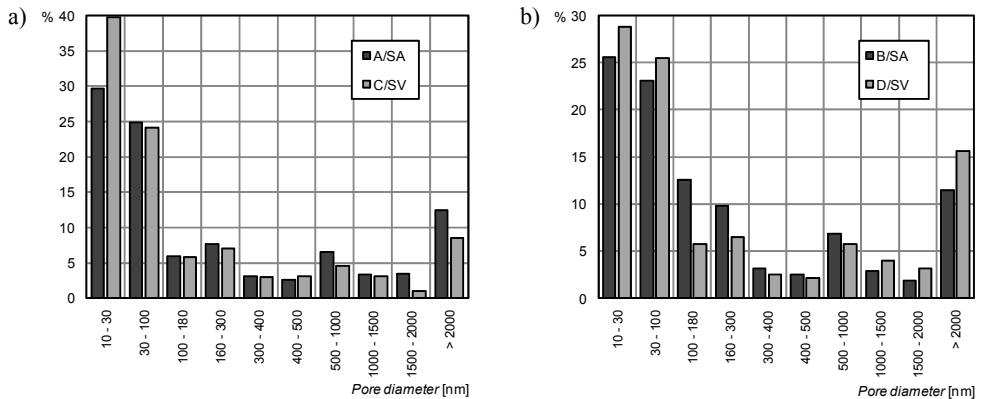 a)
% 40
35
30
25
20
15
10
5
0
A/SA
C/SV
10 - 30
30 - 100
100 - 180
160 - 300
300 - 400
400 - 500
500 - 1000
1000 - 1500
1500 - 2000
> 2000
Pore diameter [nm]
b)
% 30
25
20
15
10
5
0
B/SA
D/SV
10 - 30
30 - 100
100 - 180
160 - 300
300 - 400
400 - 500
500 - 1000
1000 - 1500
1500 - 2000
> 2000
Pore diameter [nm]